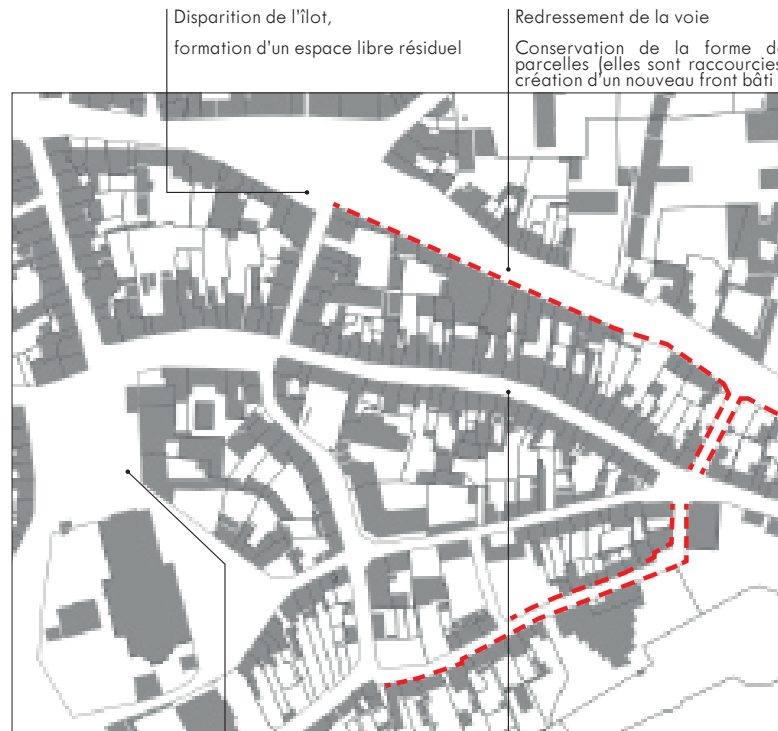 Disparition de l'îlot,
formation d'un espace libre résiduel
Redressement de la voie
Conservation de la forme de
parcelles (elles sont raccourcies
création d'un nouveau front bâti